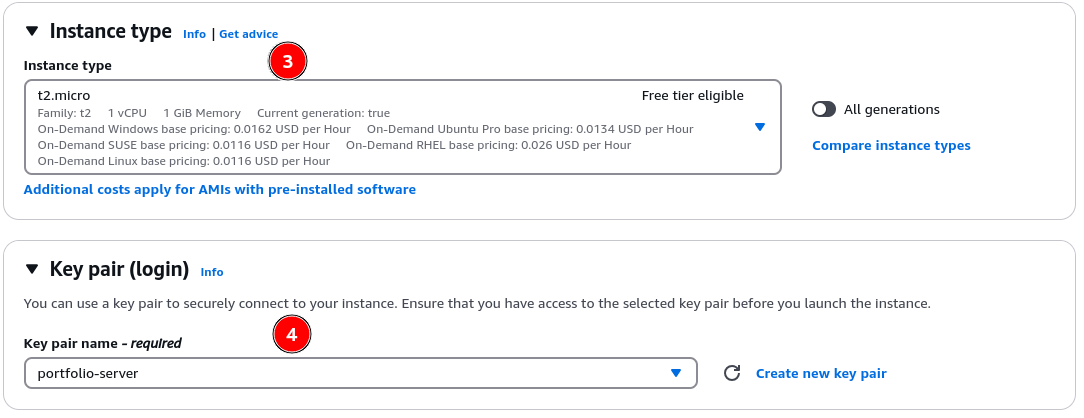 Instance type Info | Get advice
3
Instance type
t2.micro Free tier eligible
Family: t2 1 vCPU 1 GiB Memory Current generation: true
On-Demand Windows base pricing: 0.0162 USD per Hour On-Demand Ubuntu Pro base pricing: 0.0134 USD per Hour
On-Demand SUSE base pricing: 0.0116 USD per Hour On-Demand RHEL base pricing: 0.026 USD per Hour
On-Demand Linux base pricing: 0.0116 USD per Hour
All generations
Compare instance types
Additional costs apply for AMIs with pre-installed software
Key pair (login) Info
You can use a key pair to securely connect to your instance. Ensure that you have access to the selected key pair before you launch the instance.
4
Key pair name - required
portfolio-server
Create new key pair